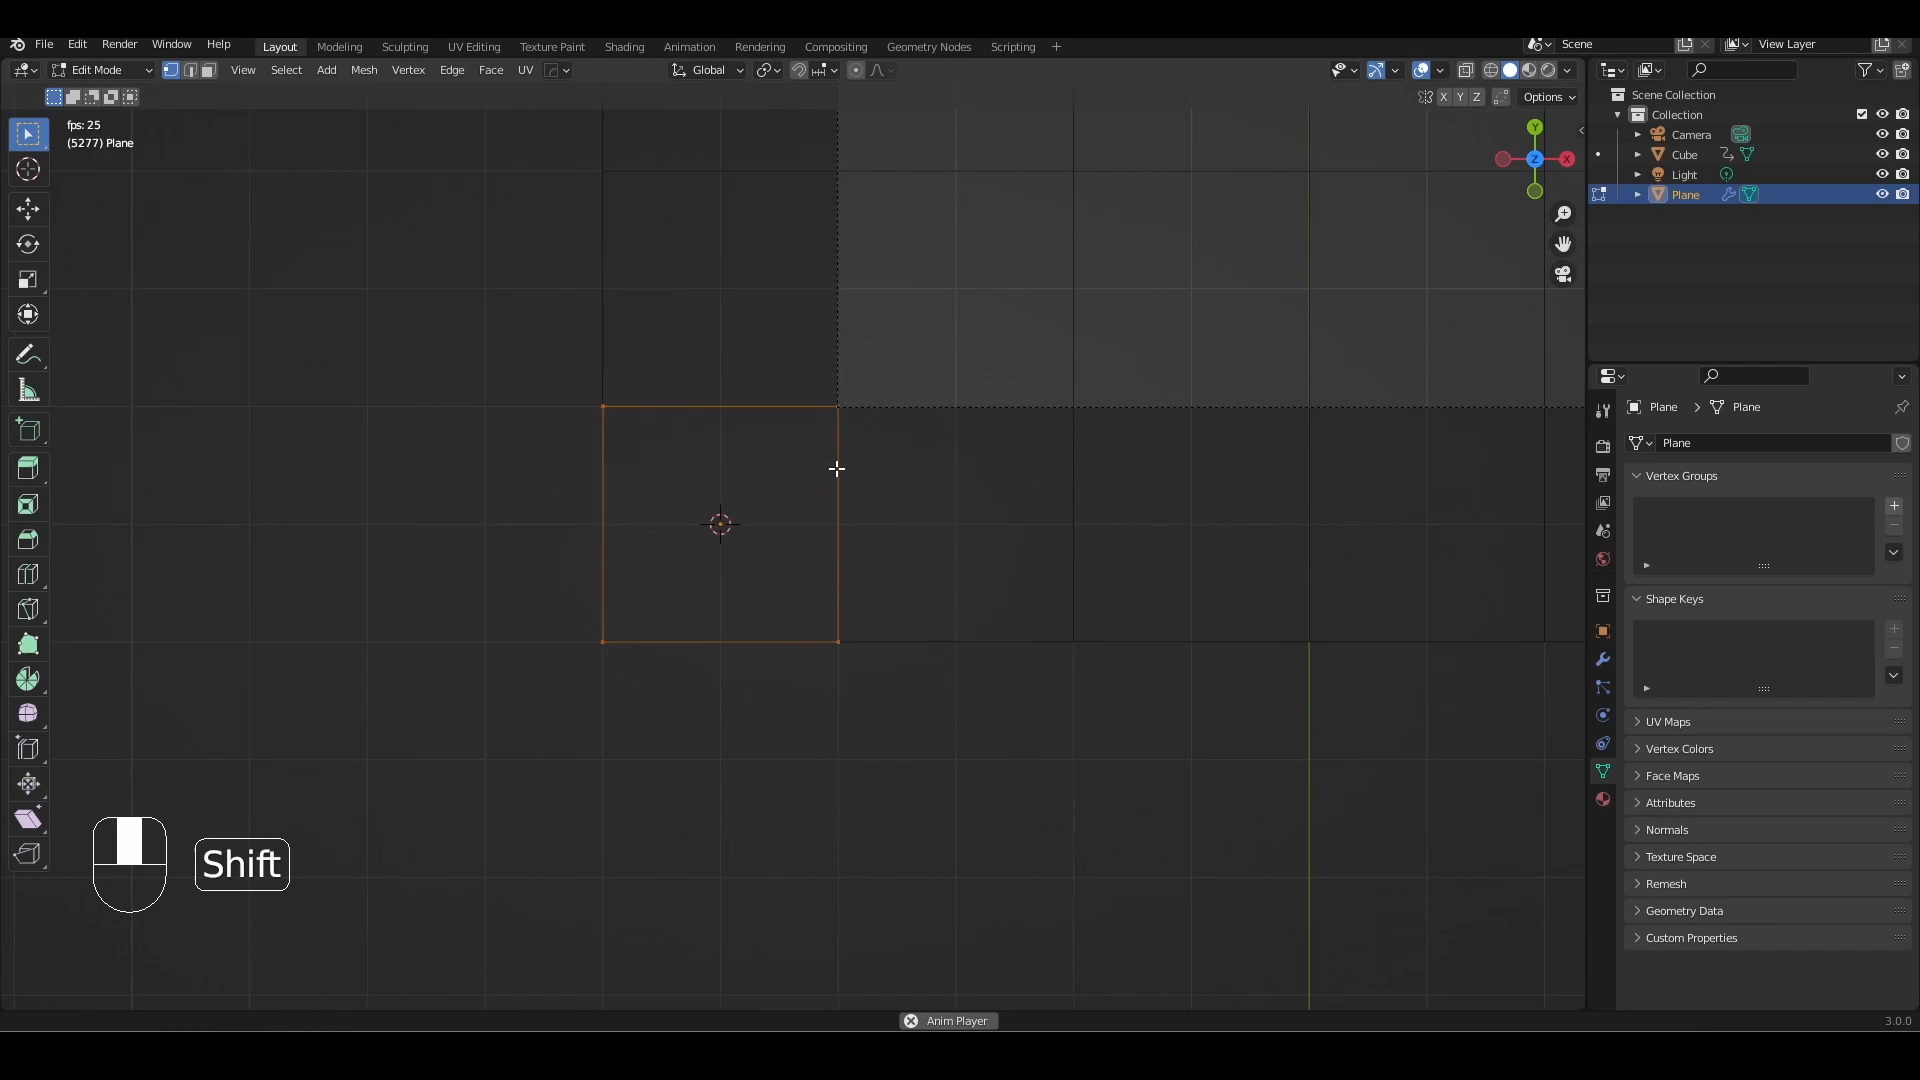 File Edit Render Window Help Layout Modeling Sculpting UV Editing Texture Paint Shading Animation Rendering Compositing Geometry Nodes Scripting + Scene View Layer
Edit Mode View Select Add Mesh Vertex Edge Face UV Global
X Y Z Options
fps: 25
(5277) Plane
Y
Z X
Shift
Anim Player
Scene Collection
Collection
Camera
Cube
Light
Plane
Plane > Plane
Plane
Vertex Groups
Shape Keys
UV Maps
Vertex Colors
Face Maps
Attributes
Normals
Texture Space
Remesh
Geometry Data
Custom Properties
3.0.0